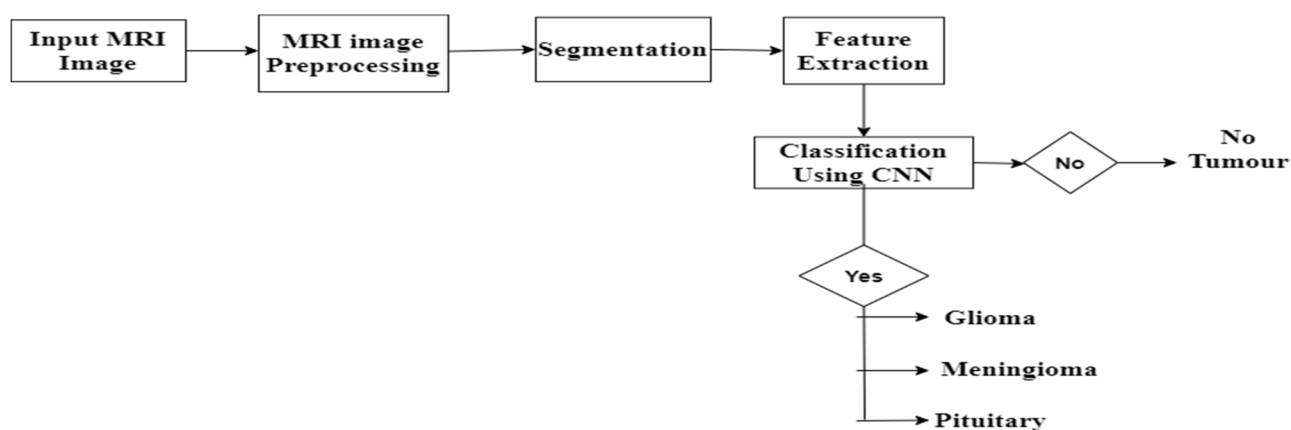 Input MRI
Image
MRI image
Preprocessing
Segmentation
Feature
Extraction
Classification
Using CNN
No
No
Tumour
Yes
Glioma
Meningioma
Pituitary